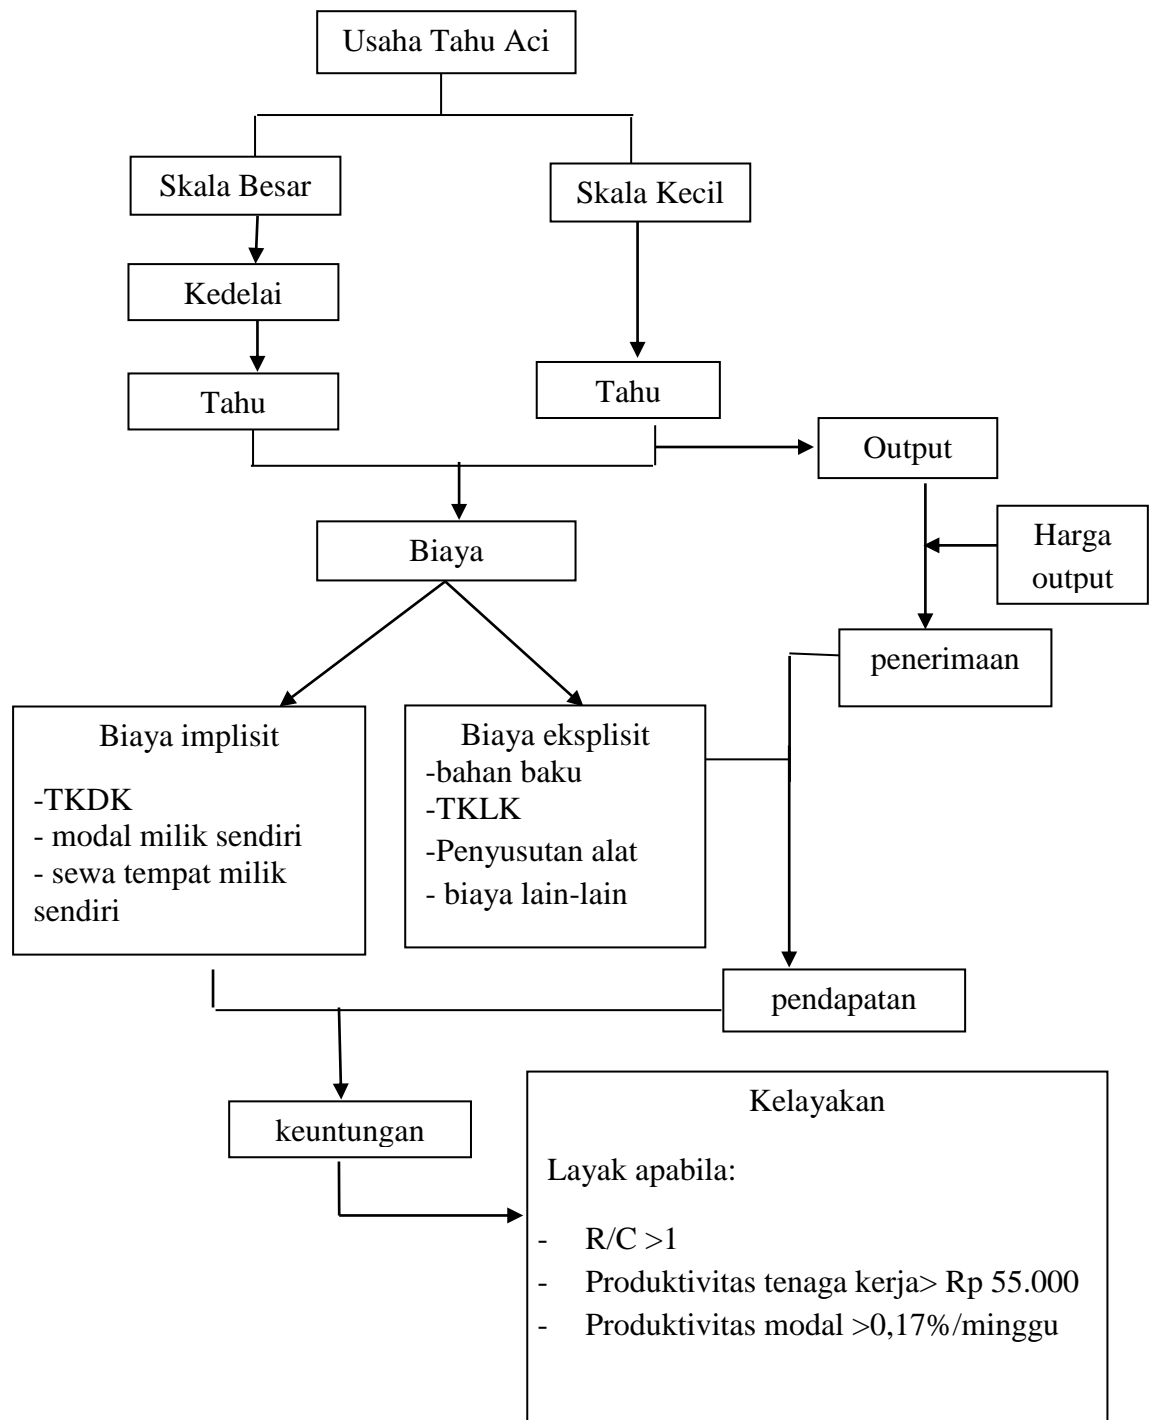 Usaha Tahu Aci
Skala Besar
Skala Kecil
Kedelai
Tahu
Tahu
Output
Harga
output
Biaya
penerimaan
Biaya implisit
-TKDK
- modal milik sendiri
- sewa tempat milik
sendiri
Biaya eksplisit
-bahan baku
-TKLK
-Penyusutan alat
- biaya lain-lain
pendapatan
keuntungan
Kelayakan
Layak apabila:
- R/C >1
- Produktivitas tenaga kerja> Rp 55.000
- Produktivitas modal >0,17%/minggu